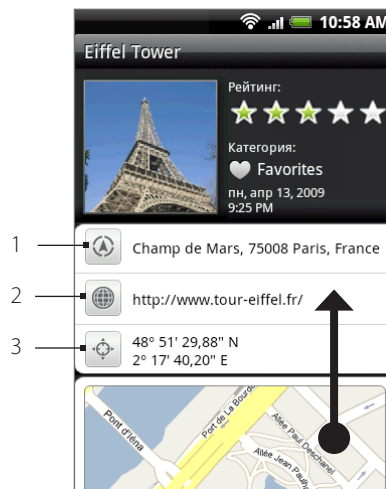 10:58 AM
Eiffel Tower
Рейтинг:
Категория:
Favorites
пн, апр 13, 2009
9:25 PM
1
Champ de Mars, 75008 Paris, France
2
http://www.tour-eiffel.fr/
3
48° 51' 29,88" N
2° 17' 40,20" E
Pont d'Iéna
Port de La Bourdo
Allée Paul Deschanel
Allée Jean Paulha